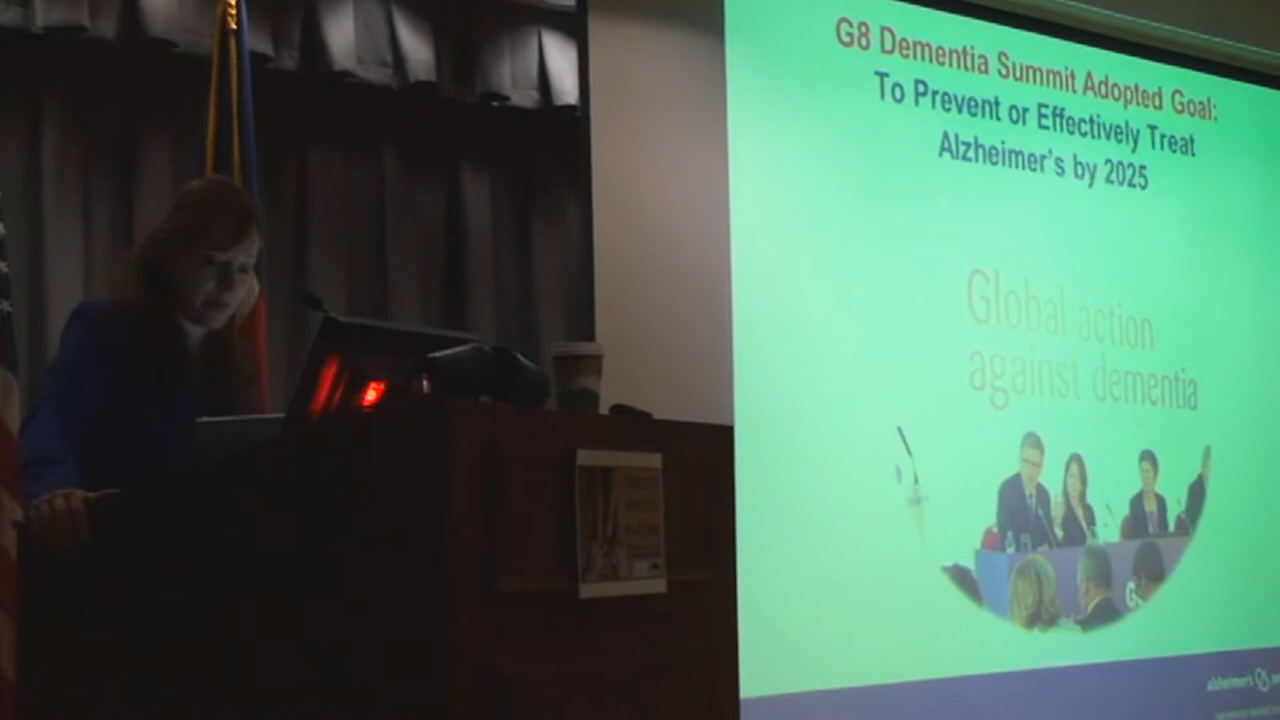 G8 Dementia Summit Adopted Goal:
To Prevent or Effectively Treat
Alzheimer's by 2025
Global action
against dementia
alzheimer's